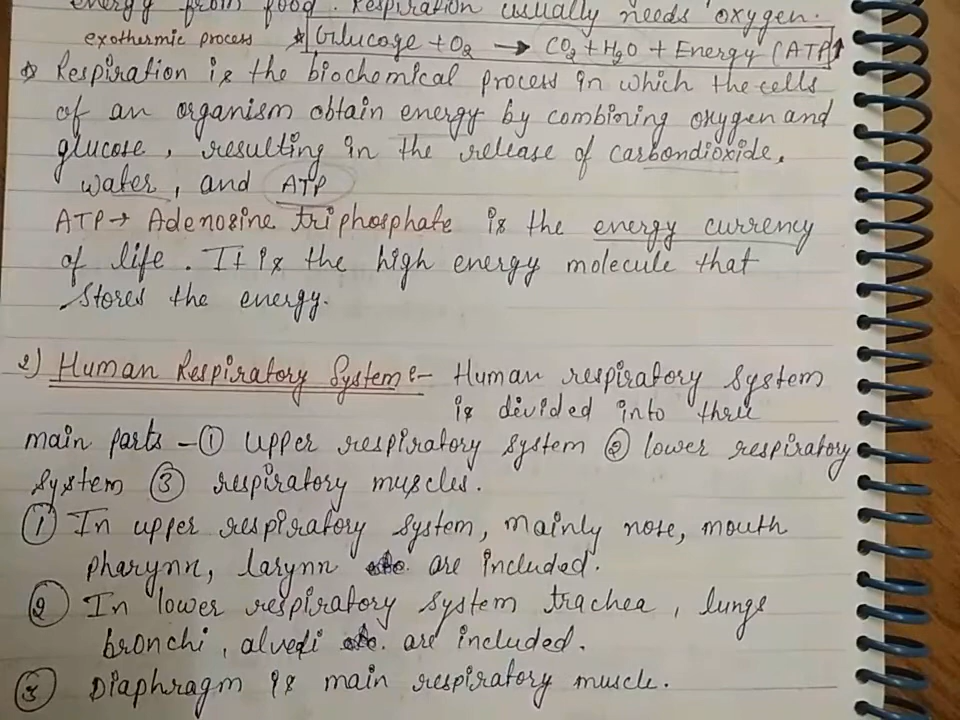 energy from food. Respiration usually needs oxygen.
exothermic process * Glucose + O₂ → CO₂ + H₂O + Energy (ATP)↑
* Respiration is the biochemical process in which the cells
of an organism obtain energy by combining oxygen and
glucose, resulting in the release of carbondioxide,
water, and ATP
ATP → Adenosine triphosphate is the energy currency
of life. It is the high energy molecule that
stores the energy.
2) Human Respiratory System :- Human respiratory system
is divided into three
main parts - ① upper respiratory system ② lower respiratory
system ③ respiratory muscles.
① In upper respiratory system, mainly nose, mouth
pharynn, larynn are included.
② In lower respiratory system trachea, lungs
bronchi, alveoli are included.
③ Diaphragm is main respiratory muscle.